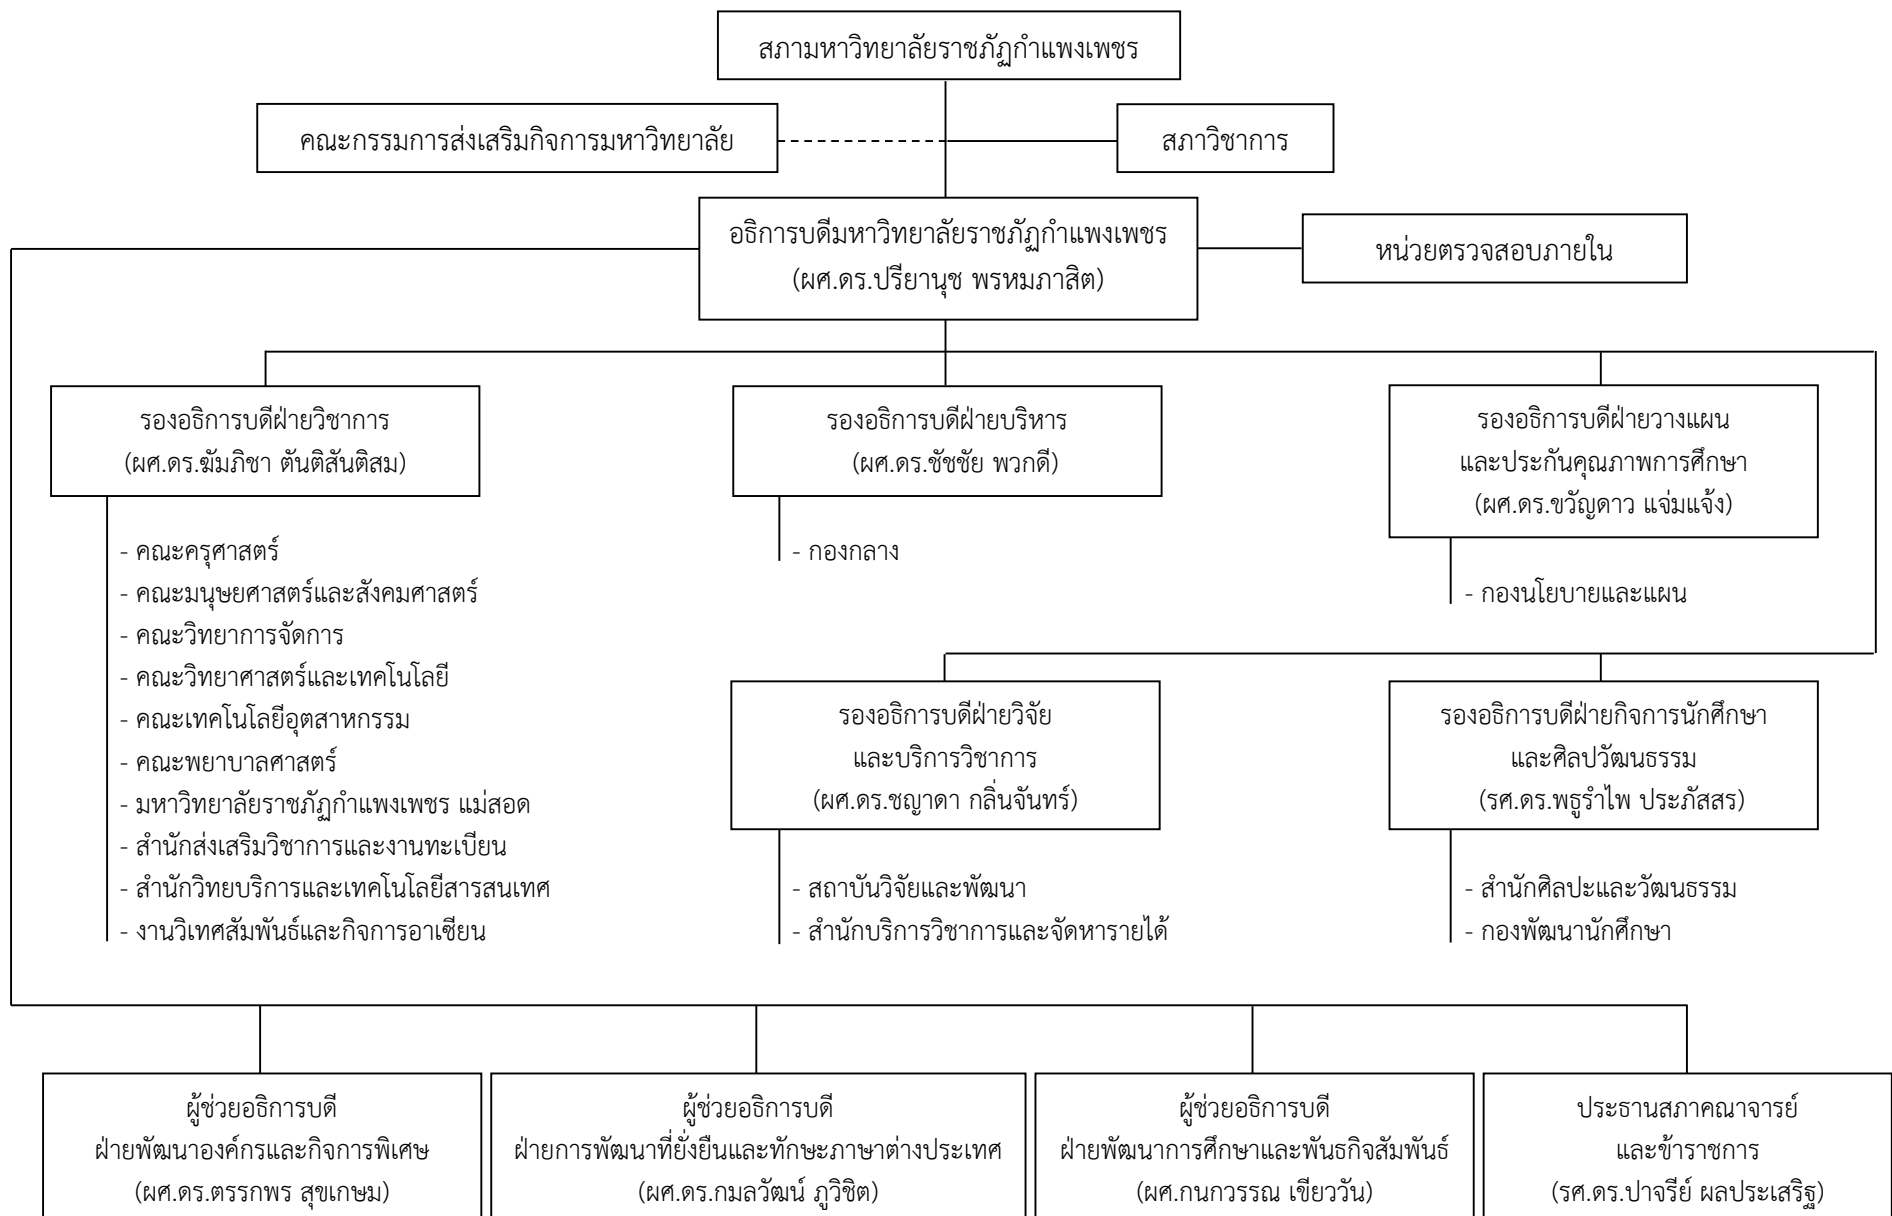 สภามหาวิทยาลัยราชภัฏกำแพงเพชร
คณะกรรมการส่งเสริมกิจการมหาวิทยาลัย
สภาวิชาการ
อธิการบดีมหาวิทยาลัยราชภัฏกำแพงเพชร
(ผศ.ดร.ปรียานุช พรหมภาสิต)
หน่วยตรวจสอบภายใน
รองอธิการบดีฝ่ายวิชาการ
(ผศ.ดร.ฆัมภิชา ตันติสันติสม)
- คณะครุศาสตร์
- คณะมนุษยศาสตร์และสังคมศาสตร์
- คณะวิทยาการจัดการ
- คณะวิทยาศาสตร์และเทคโนโลยี
- คณะเทคโนโลยีอุตสาหกรรม
- คณะพยาบาลศาสตร์
- มหาวิทยาลัยราชภัฏกำแพงเพชร แม่สอด
- สำนักส่งเสริมวิชาการและงานทะเบียน
- สำนักวิทยบริการและเทคโนโลยีสารสนเทศ
- งานวิเทศสัมพันธ์และกิจการอาเซียน
รองอธิการบดีฝ่ายบริหาร
(ผศ.ดร.ชัชชัย พวกดี)
- กองกลาง
รองอธิการบดีฝ่ายวางแผน
และประกันคุณภาพการศึกษา
(ผศ.ดร.ขวัญดาว แจ่มแจ้ง)
- กองนโยบายและแผน
รองอธิการบดีฝ่ายวิจัย
และบริการวิชาการ
(ผศ.ดร.ชญาดา กลิ่นจันทร์)
- สถาบันวิจัยและพัฒนา
- สำนักบริการวิชาการและจัดหารายได้
รองอธิการบดีฝ่ายกิจการนักศึกษา
และศิลปวัฒนธรรม
(รศ.ดร.พธูรำไพ ประภัสสร)
- สำนักศิลปะและวัฒนธรรม
- กองพัฒนานักศึกษา
ผู้ช่วยอธิการบดี
ฝ่ายพัฒนาองค์กรและกิจการพิเศษ
(ผศ.ดร.ตรรกพร สุขเกษม)
ผู้ช่วยอธิการบดี
ฝ่ายการพัฒนาที่ยั่งยืนและทักษะภาษาต่างประเทศ
(ผศ.ดร.กมลวัฒน์ ภูวิชิต)
ผู้ช่วยอธิการบดี
ฝ่ายพัฒนาการศึกษาและพันธกิจสัมพันธ์
(ผศ.กนกวรรณ เขียววัน)
ประธานสภาคณาจารย์
และข้าราชการ
(รศ.ดร.ปาจรีย์ ผลประเสริฐ)